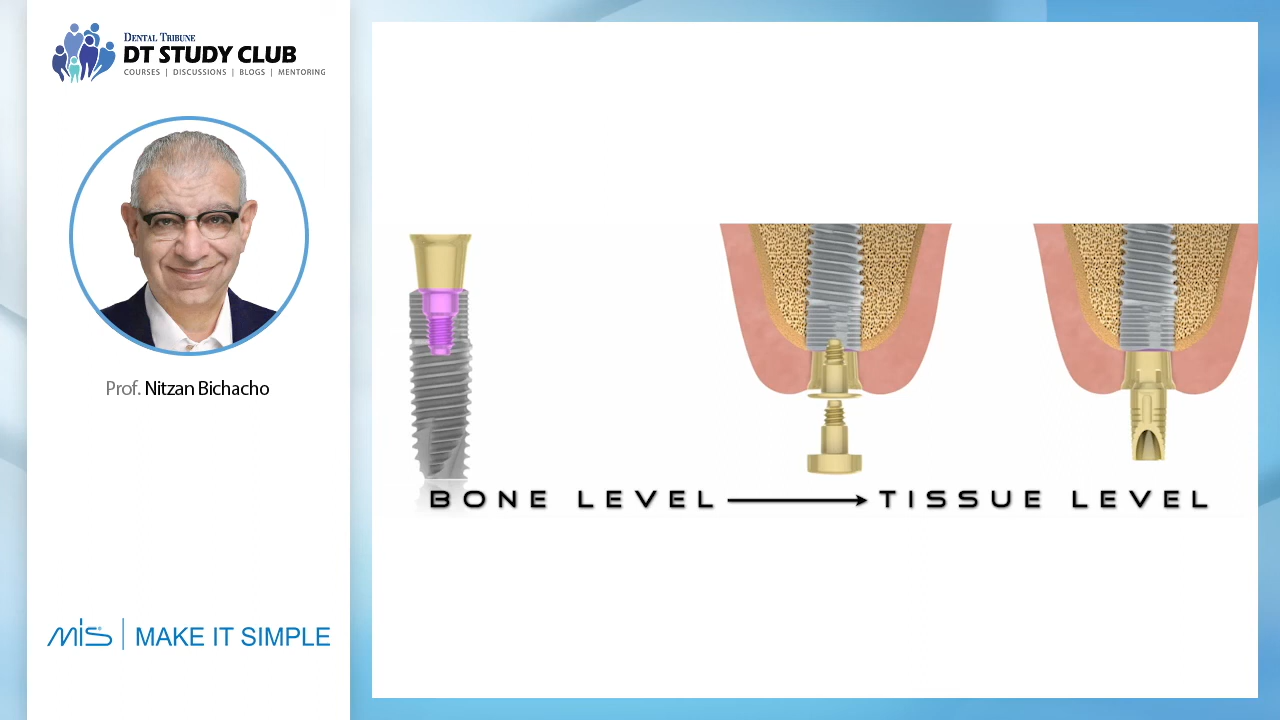 DENTAL TRIBUNE
DT STUDY CLUB
COURSES | DISCUSSIONS | BLOGS | MENTORING
Prof. Nitzan Bichacho
BONE LEVEL TISSUE LEVEL
MIS® | MAKE IT SIMPLE